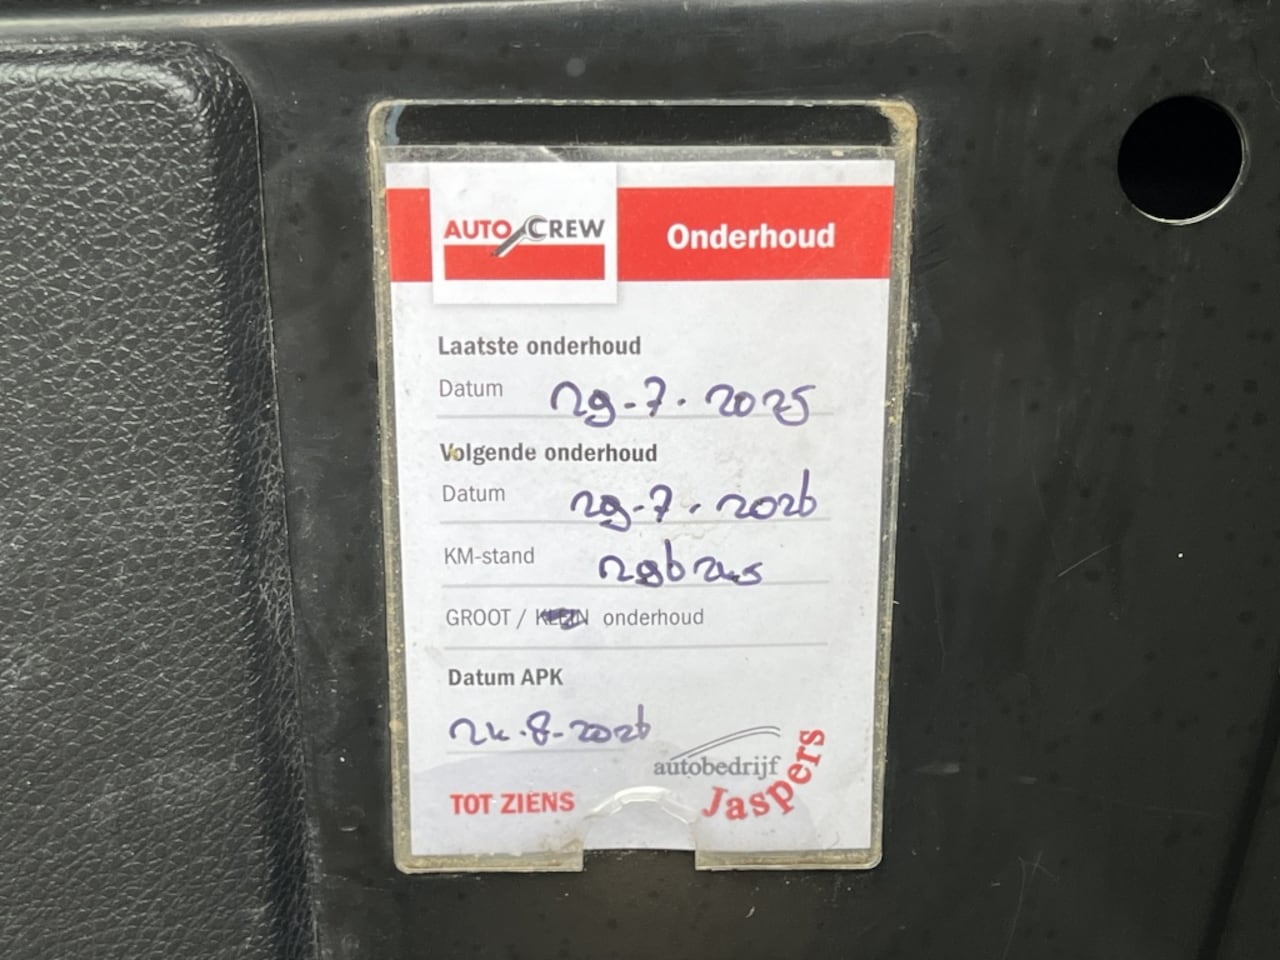 AUTO CREW
Onderhoud
Laatste onderhoud
Datum 29-7-2025
Volgende onderhoud
Datum 29-7-2026
KM-stand
GROOT / KLEIN onderhoud
Datum APK
24-8-2026
autobedrijf
Jaspers
TOT ZIENS